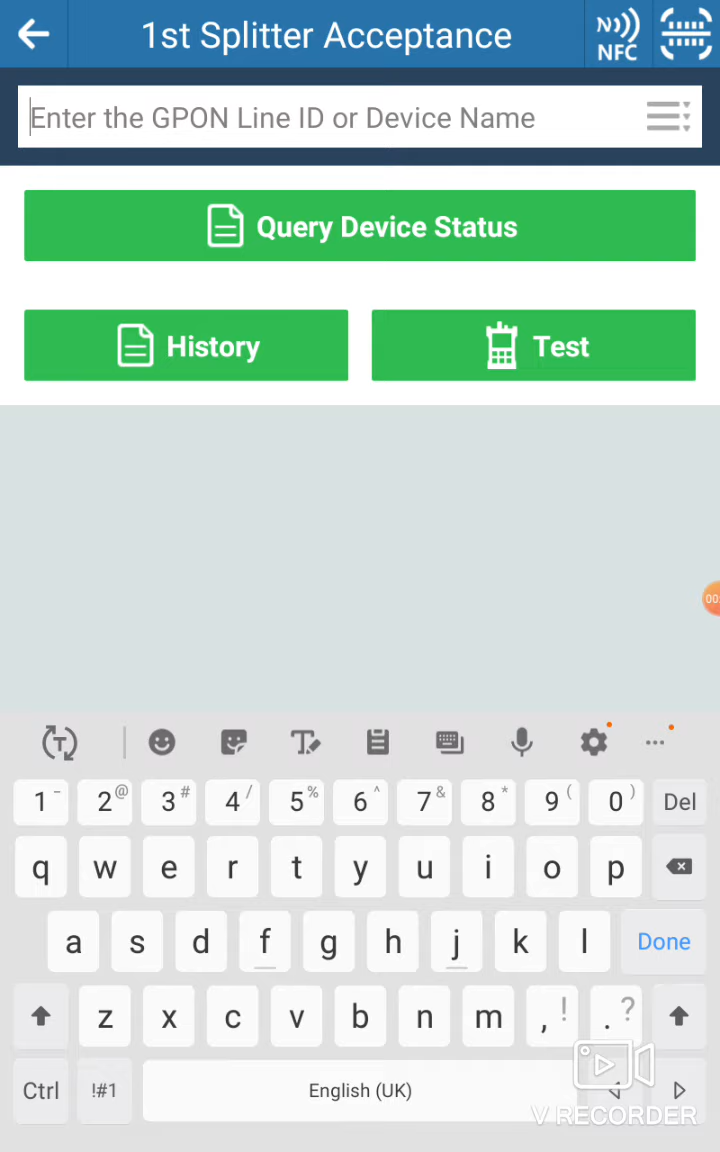 1st Splitter Acceptance
N
NFC
Enter the GPON Line ID or Device Name
Query Device Status
History
Test
00:
T
T
1 - 2 @ 3 # 4 / 5 % 6 ^ 7 & 8 * 9 ( 0 ) Del
q w e r t y u i o p
a s d f g h j k l Done
z x c v b n m , ! . ?
Ctrl !#1 English (UK)
V RECORDER